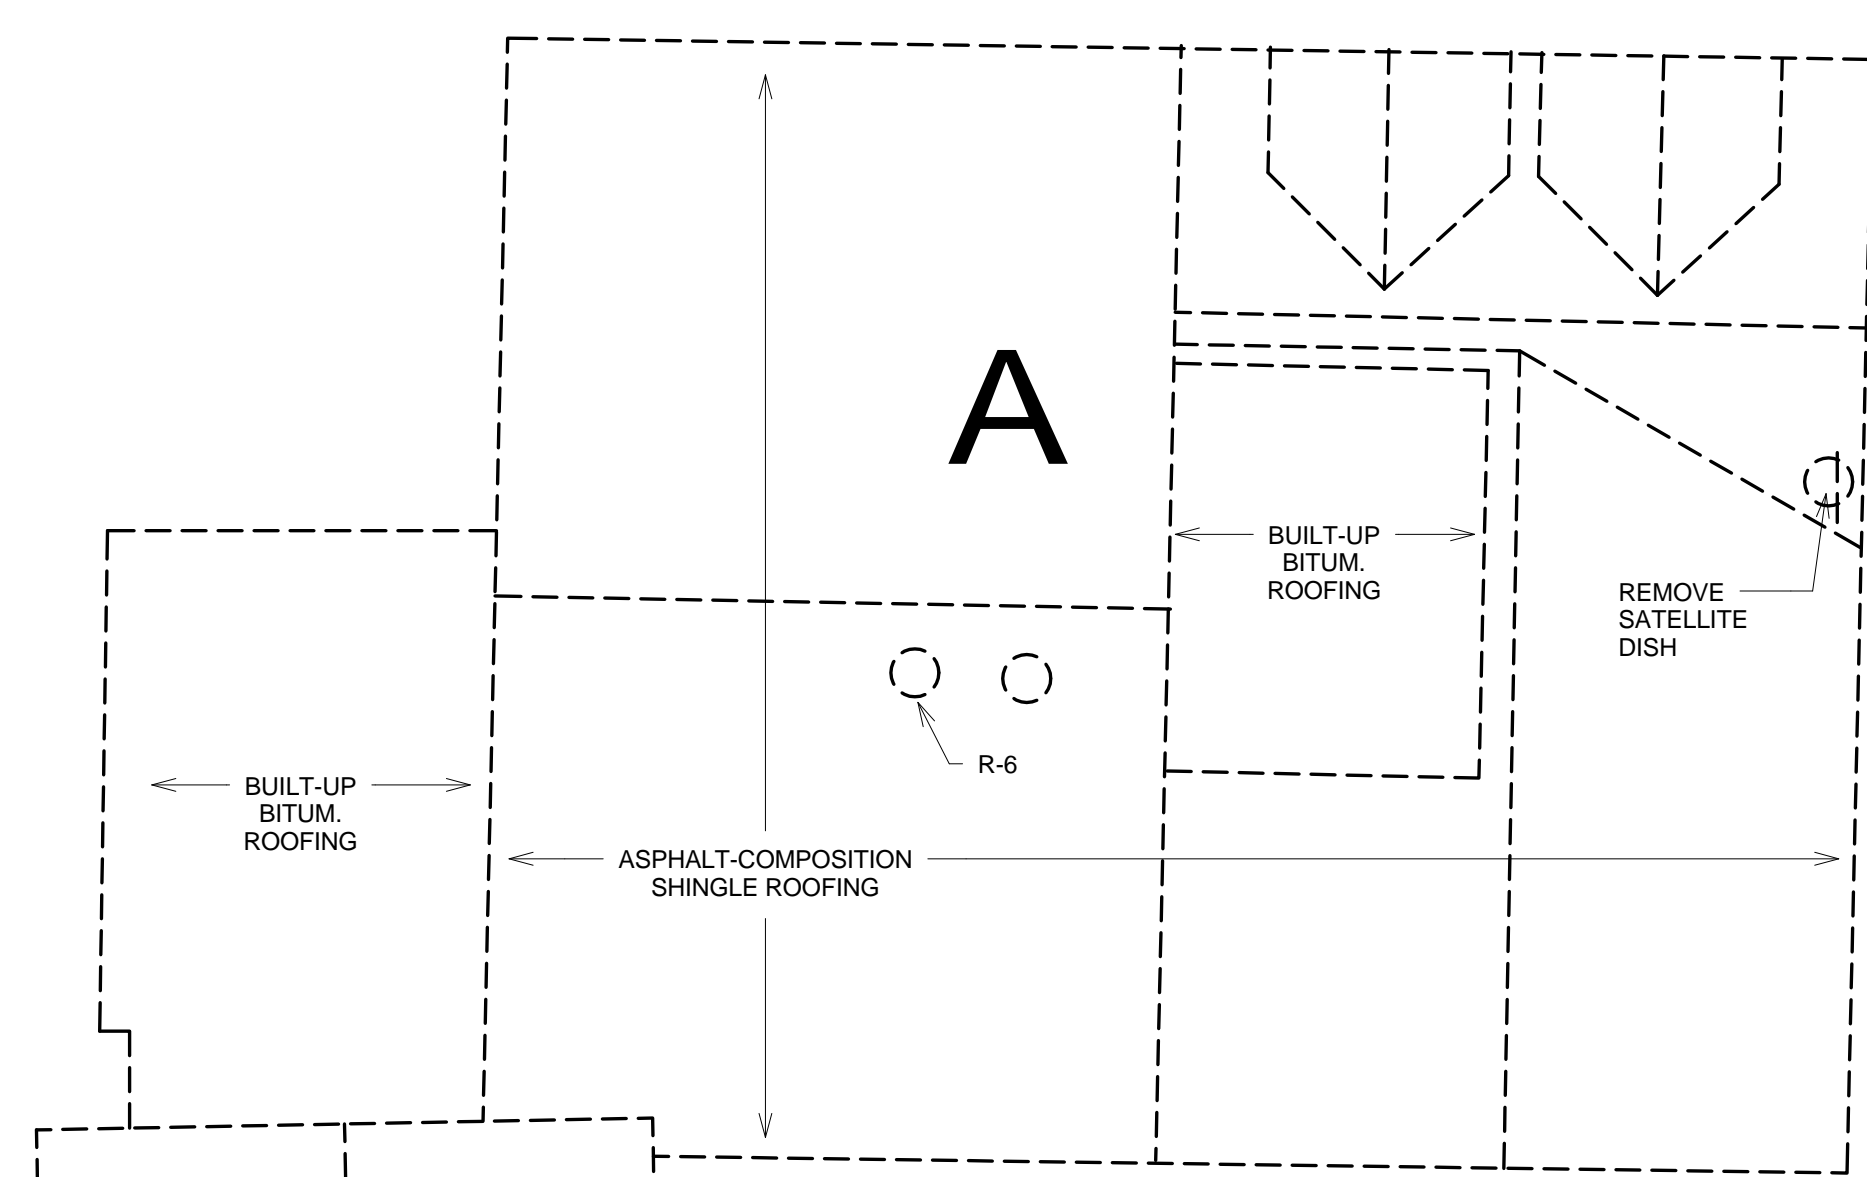 A
BUILT-UP
BITUM.
ROOFING
REMOVE
SATELLITE
DISH
R-6
BUILT-UP
BITUM.
ROOFING
ASPHALT-COMPOSITION
SHINGLE ROOFING